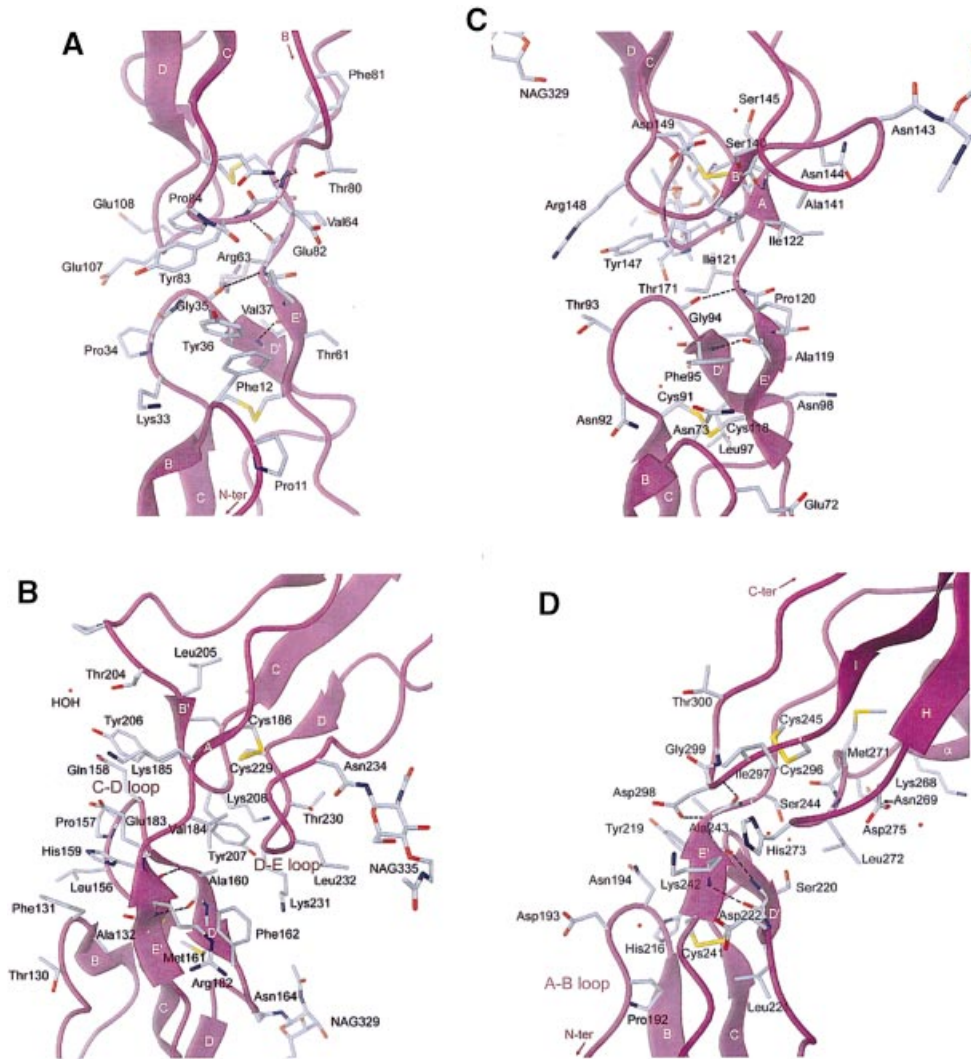 A
B
C
D
Phe81
Thr80
Pro84
Glu108
Val64
Glu82
Arg63
Glu107
Tyr83
Gly35
Val37
E'
Pro34
Tyr36
D'
Thr61
Phe12
Lys33
B
C
Pro11
N-ter
C
D
C
NAG329
Ser145
Asp149
Asn143
B'
Asn144
A
Arg148
Ala141
Ile122
Tyr147
Ile121
Thr171
Thr93
Pro120
Gly94
Ala119
Phe95
D'
E'
Cys91
Asn98
Asn92
Asn73
Cys118
Leu97
B
C
Glu72
B
Leu205
C
Thr204
HOH
B'
Cys186
D
Tyr206
A
Gln158
Lys185
Cys229
Asn234
C-D loop
Pro157
Glu183
Val184
Thr230
His159
Tyr207
D-E loop
NAG335
Leu156
Ala160
Leu232
Lys231
Phe131
Ala132
D
Phe162
B
E'
Met161
Thr130
Asn164
C
NAG329
D
D
C-ter
I
Thr300
H
Cys245
Gly299
Met271
α
Ile297
Cys296
Lys268
Asp298
Ser244
Asn269
Asp275
Tyr219
Ala243
His273
E'
Leu272
Asn194
Lys242
Ser220
Asp193
Asp222
D'
His216
Cys241
A-B loop
Pro192
B
C
N-ter